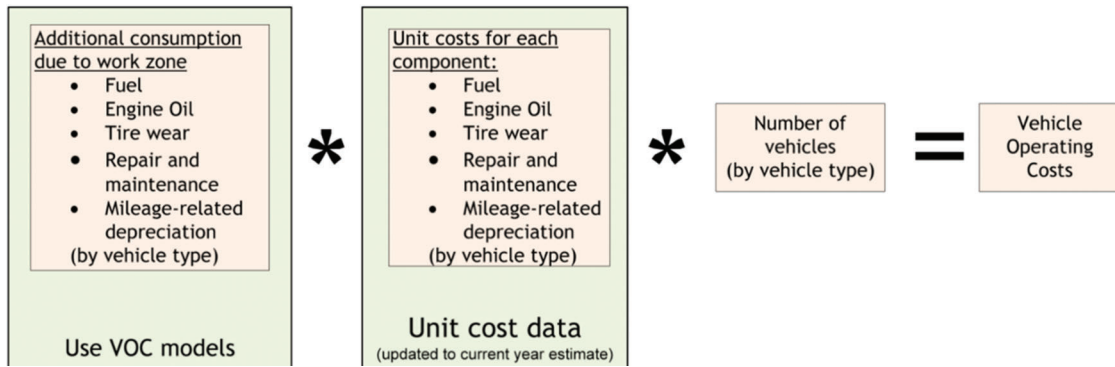 Additional consumption
due to work zone
• Fuel
• Engine Oil
• Tire wear
• Repair and
maintenance
• Mileage-related
depreciation
(by vehicle type)
Use VOC models
*
Unit costs for each
component:
• Fuel
• Engine Oil
• Tire wear
• Repair and
maintenance
• Mileage-related
depreciation
(by vehicle type)
Unit cost data
(updated to current year estimate)
*
Number of
vehicles
(by vehicle type)
=
Vehicle
Operating
Costs